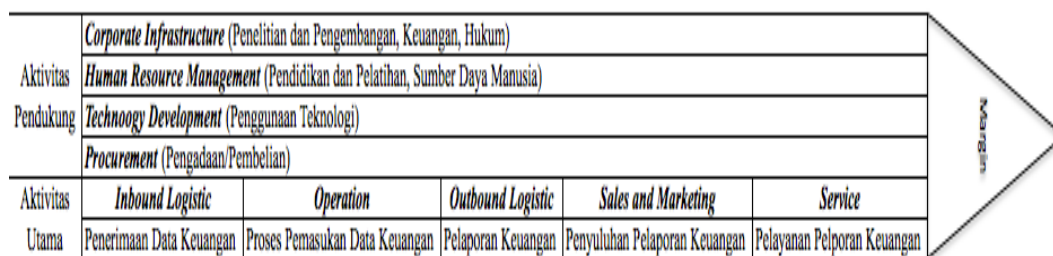 Corporate Infrastructure (Penelitian dan Pengembangan, Keuangan, Hukum)
Aktivitas Pendukung
Human Resource Management (Pendidikan dan Pelatihan, Sumber Daya Manusia)
Technoogy Development (Penggunaan Teknologi)
Procurement (Pengadaan/Pembelian)
Margin
Aktivitas Utama
Inbound Logistic Operation Outbound Logistic Sales and Marketing Service
Penerimaan Data Keuangan Proses Pemasukan Data Keuangan Pelaporan Keuangan Penyuluhan Pelaporan Keuangan Pelayanan Pelporan Keuangan